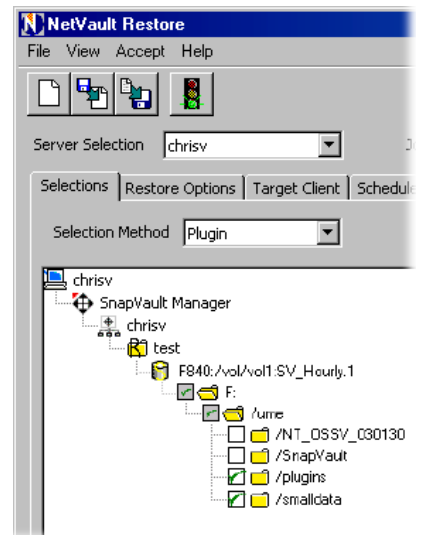 NetVault Restore
File View Accept Help
Server Selection chrisv
Selections Restore Options Target Client Schedule
Selection Method Plugin
chrisv
SnapVault Manager
chrisv
test
F840:/vol/vol1:SV_Hourly.1
F:
/ume
/NT_OSSV_030130
/SnapVault
/plugins
/smalldata